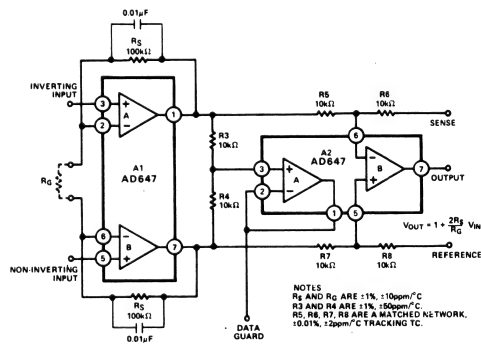 0.01µF
RS
100kΩ
INVERTING
INPUT
3
+
A
1
2
−
RG
A1
AD647
6
−
B
7
NON-INVERTING
INPUT
5
+
RS
100kΩ
0.01µF
R3
10kΩ
R4
10kΩ
R5
10kΩ
R6
10kΩ
SENSE
6
A2
AD647
3
+
A
2
−
−
B
+
7
OUTPUT
1
5
VOUT = 1 + 2RS/RG VIN
R7
10kΩ
R8
10kΩ
REFERENCE
DATA
GUARD
NOTES
RS AND RG ARE ±1%, ±10ppm/°C
R3 AND R4 ARE ±1%, ±50ppm/°C.
R5, R6, R7, R8 ARE A MATCHED NETWORK,
±0.01%, ±2ppm/°C TRACKING TC.